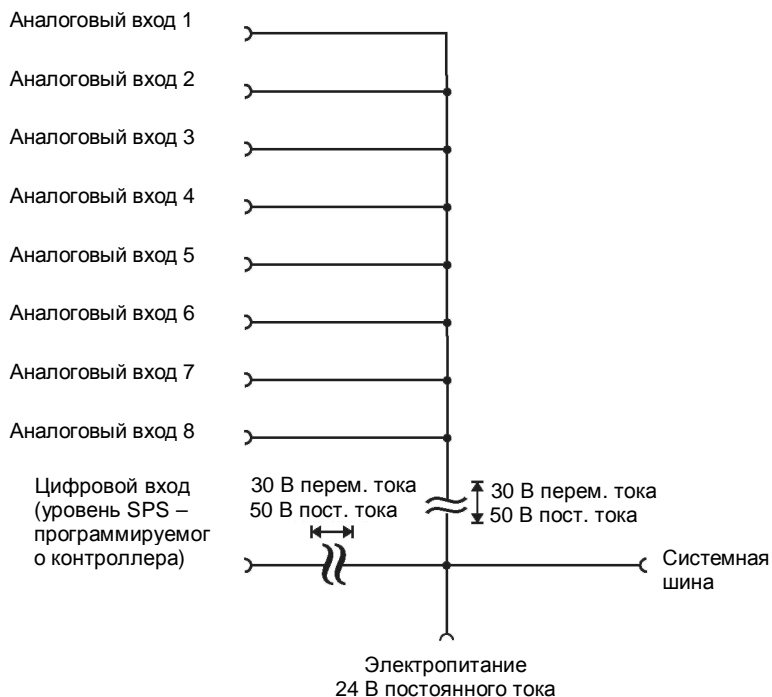 Аналоговый вход 1
Аналоговый вход 2
Аналоговый вход 3
Аналоговый вход 4
Аналоговый вход 5
Аналоговый вход 6
Аналоговый вход 7
Аналоговый вход 8
Цифровой вход
(уровень SPS –
программируемог
о контроллера)
30 В перем. тока
50 В пост. тока
30 В перем. тока
50 В пост. тока
Системная
шина
Электропитание
24 В постоянного тока